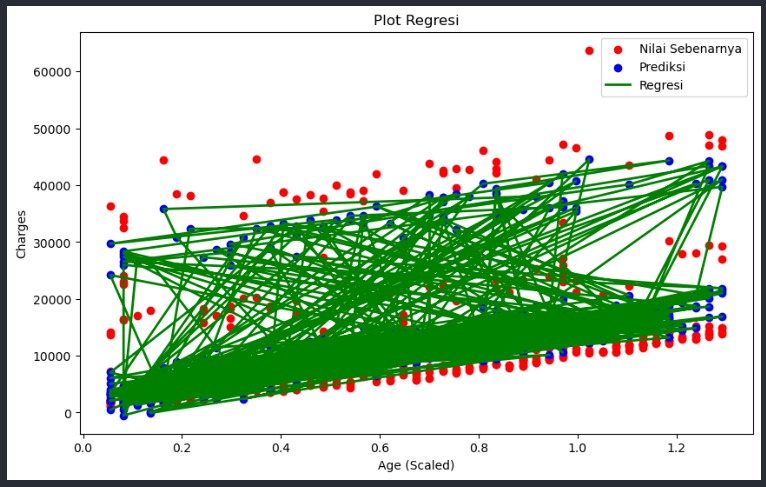 Plot Regresi
Nilai Sebenarnya
Prediksi
Regresi
60000
50000
40000
30000
20000
10000
0
Charges
0.0 0.2 0.4 0.6 0.8 1.0 1.2
Age (Scaled)